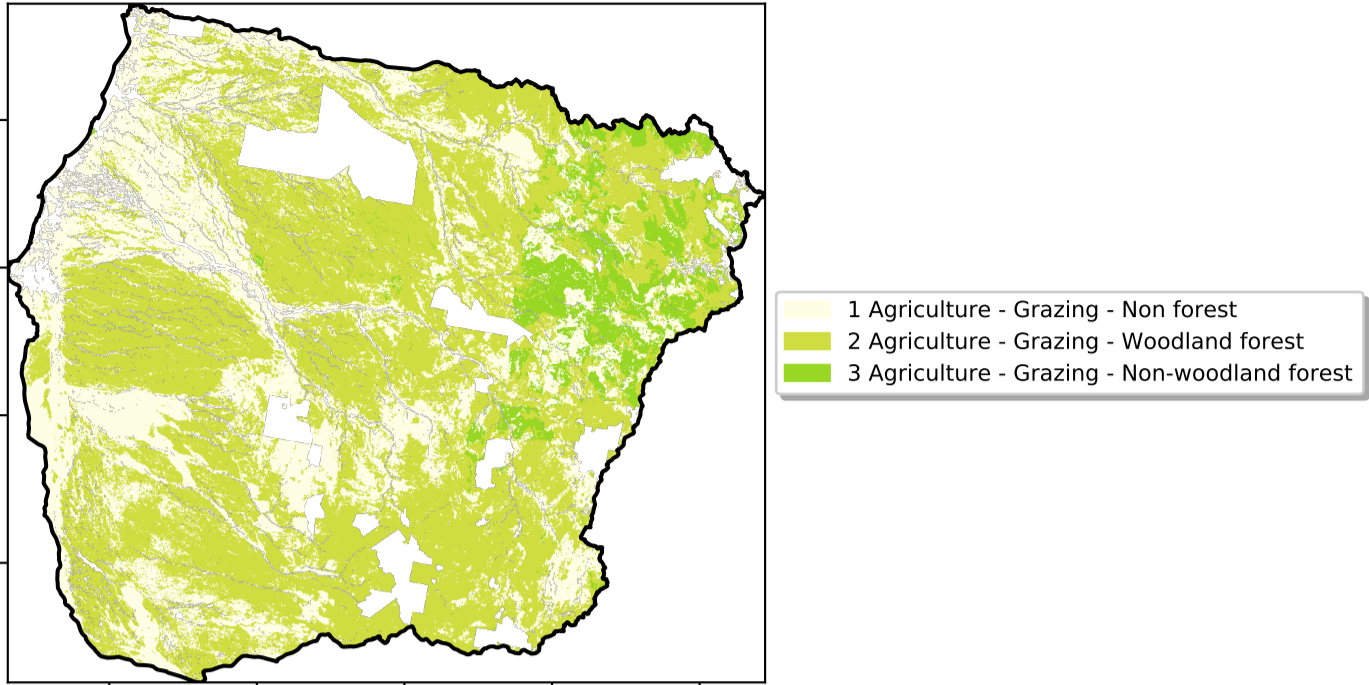 1 Agriculture - Grazing - Non forest
2 Agriculture - Grazing - Woodland forest
3 Agriculture - Grazing - Non-woodland forest